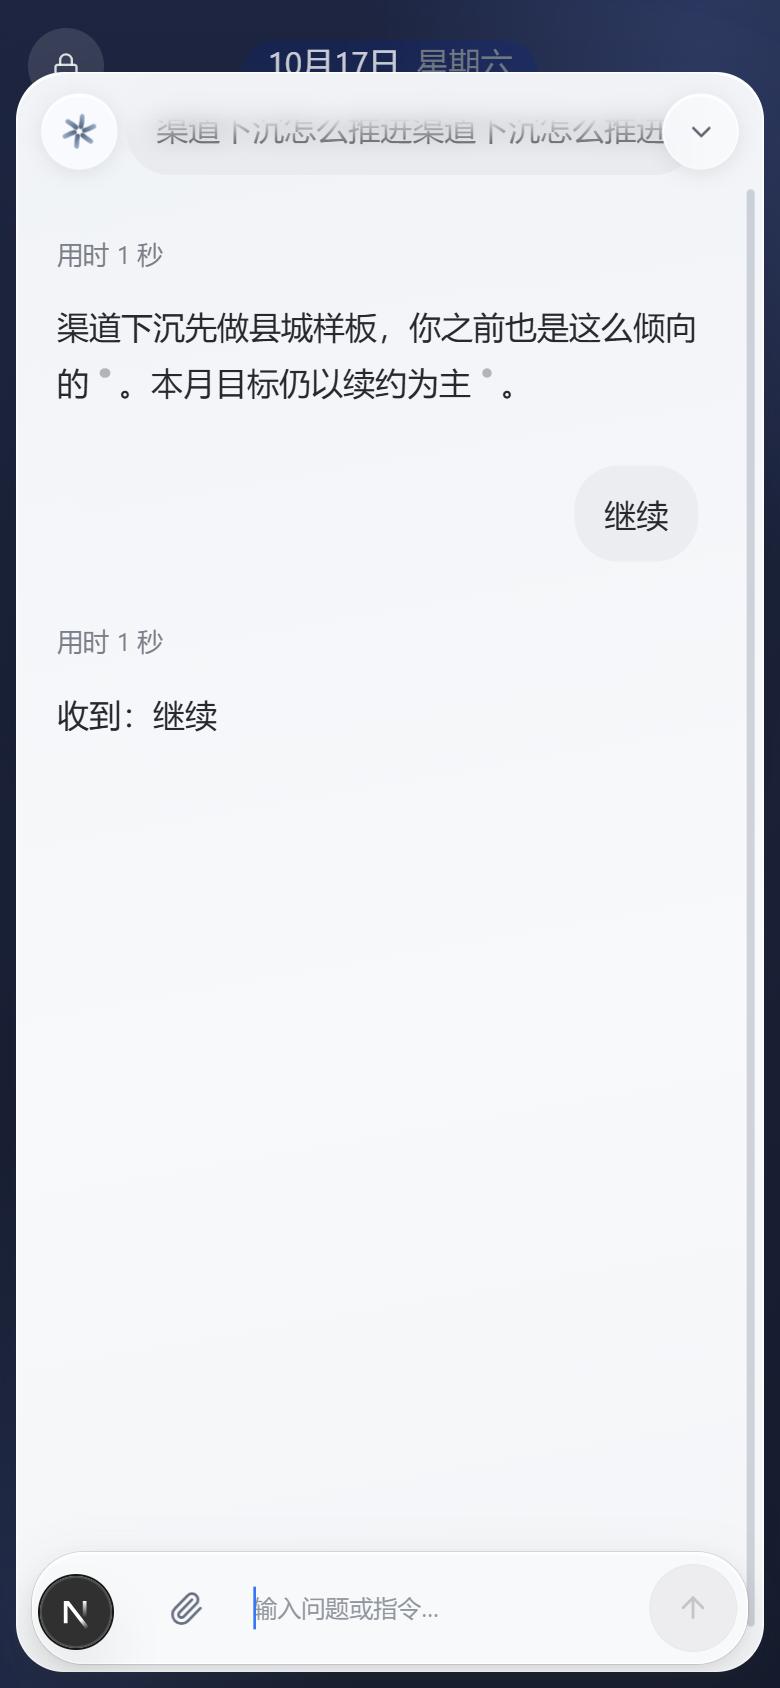 10月17日 星期六
渠道下沉怎么推进渠道下沉怎么推进
用时 1 秒
渠道下沉先做县城样板，你之前也是这么倾向
的 。本月目标仍以续约为主 。
继续
用时 1 秒
收到：继续
N
输入问题或指令...